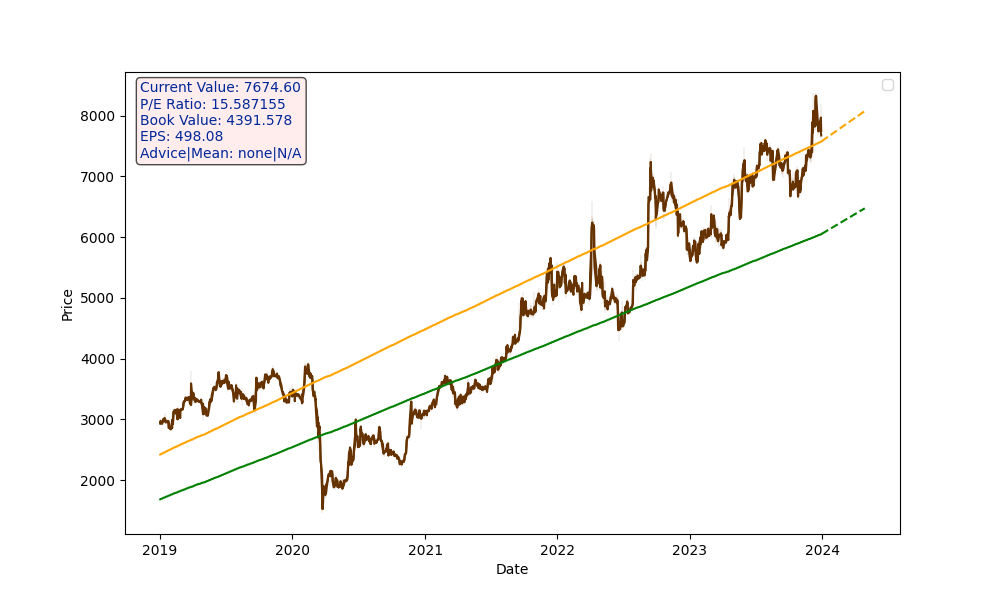 Current Value: 7674.60
P/E Ratio: 15.587155
Book Value: 4391.578
EPS: 498.08
Advice|Mean: none|N/A
8000
7000
6000
5000
4000
3000
2000
Price
2019 2020 2021 2022 2023 2024
Date